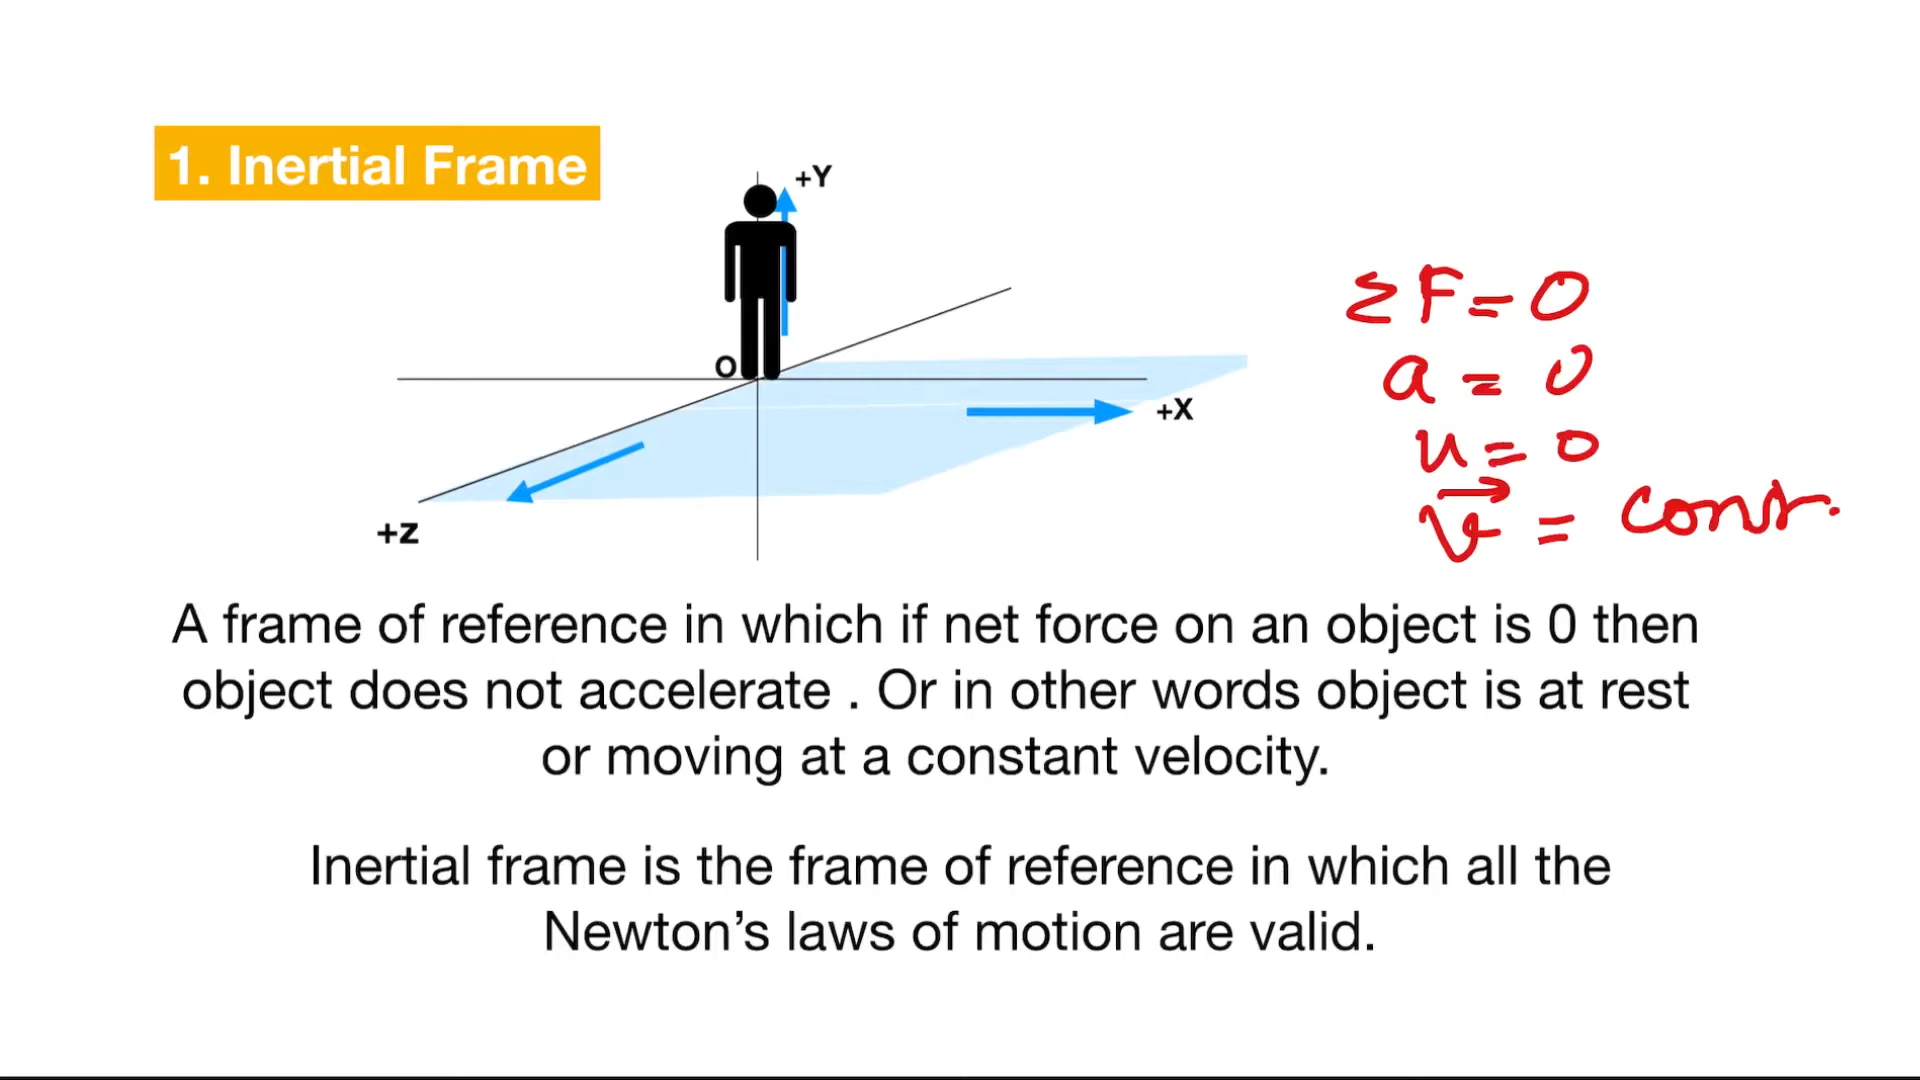 1. Inertial Frame
+Y
O
+X
+z
ΣF=0
a=0
u=0
v⃗ = const.
A frame of reference in which if net force on an object is 0 then
object does not accelerate . Or in other words object is at rest
or moving at a constant velocity.
Inertial frame is the frame of reference in which all the
Newton’s laws of motion are valid.